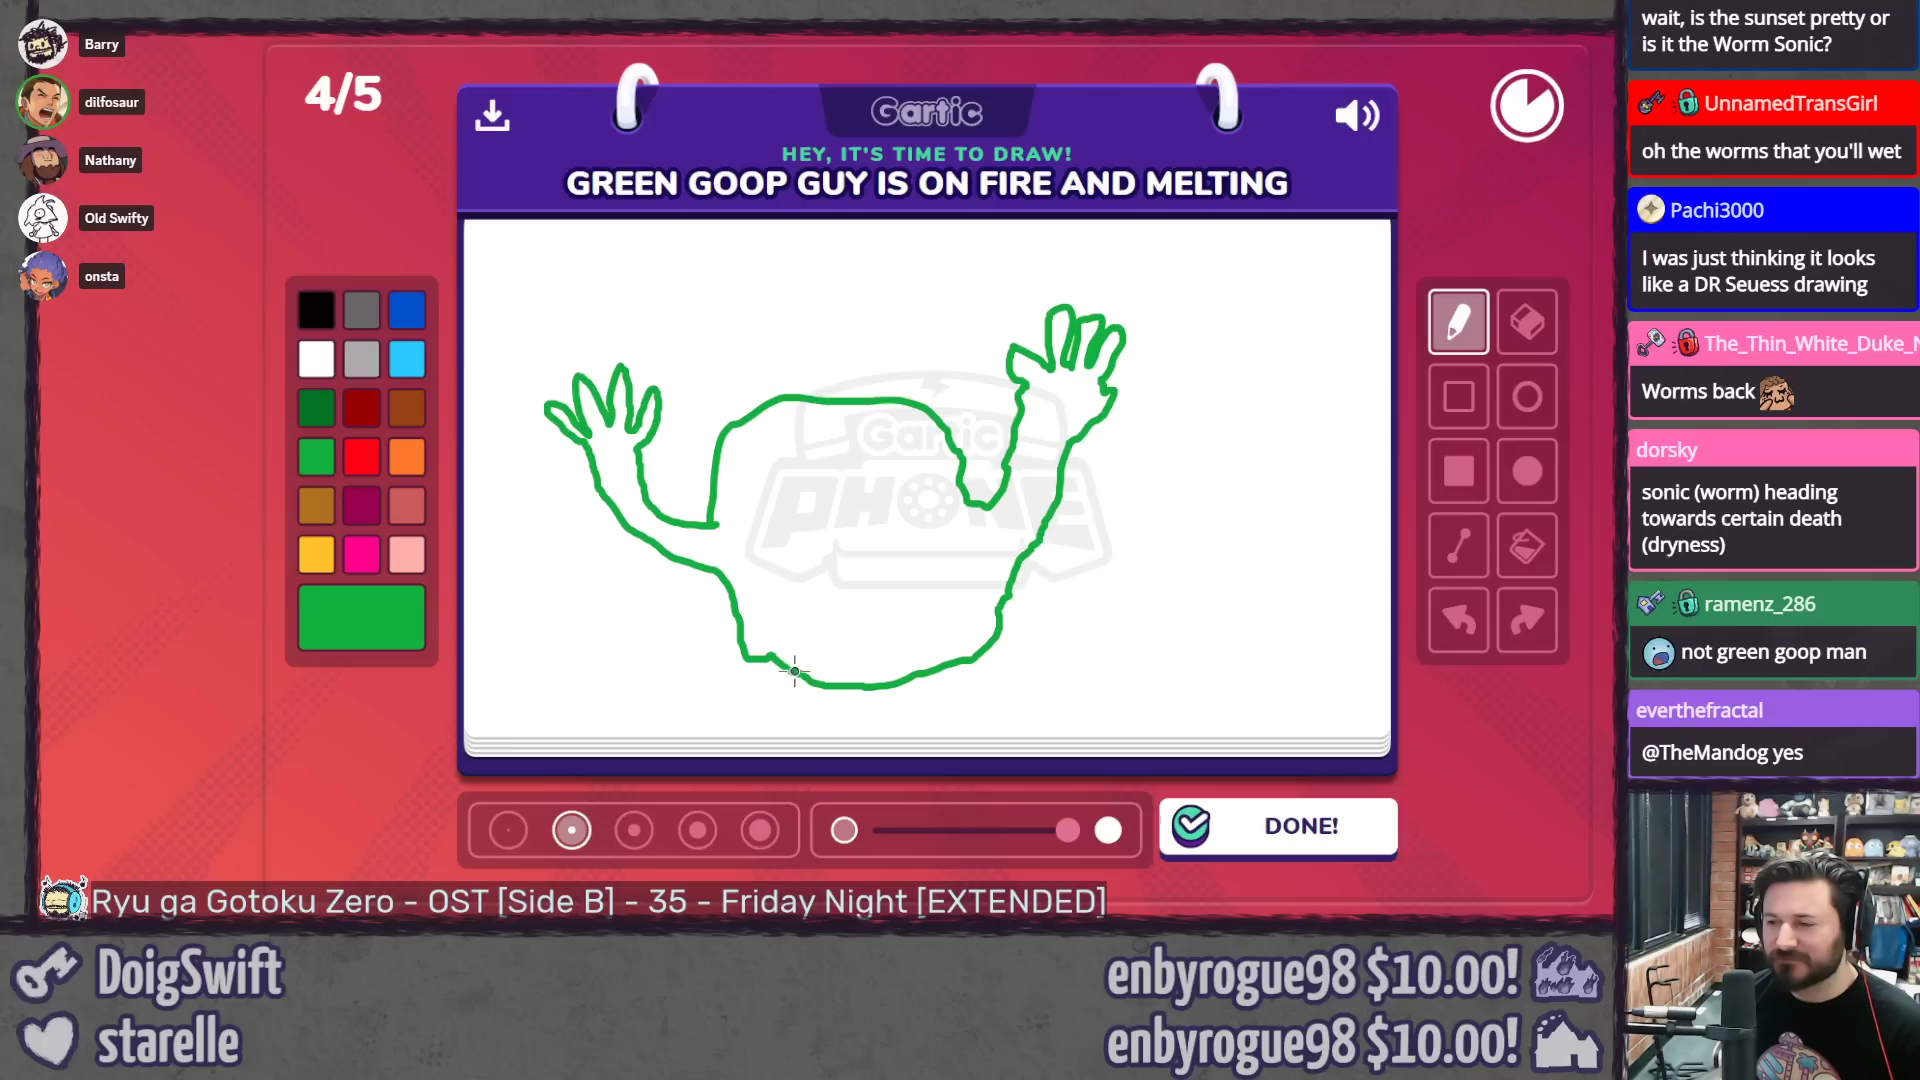 Barry
dilfosaur
Nathany
Old Swifty
onsta
4/5
Gartic
HEY, IT'S TIME TO DRAW!
GREEN GOOP GUY IS ON FIRE AND MELTING
Gartic
PHONE
DONE!
Ryu ga Gotoku Zero - OST [Side B] - 35 - Friday Night [EXTENDED]
DoigSwift
starelle
enbyrogue98 $10.00!
enbyrogue98 $10.00!
wait, is the sunset pretty or
is it the Worm Sonic?
UnnamedTransGirl
oh the worms that you'll wet
Pachi3000
I was just thinking it looks
like a DR Seuess drawing
The_Thin_White_Duke_N
Worms back
dorsky
sonic (worm) heading
towards certain death
(dryness)
ramenz_286
not green goop man
everthefractal
@TheMandog yes